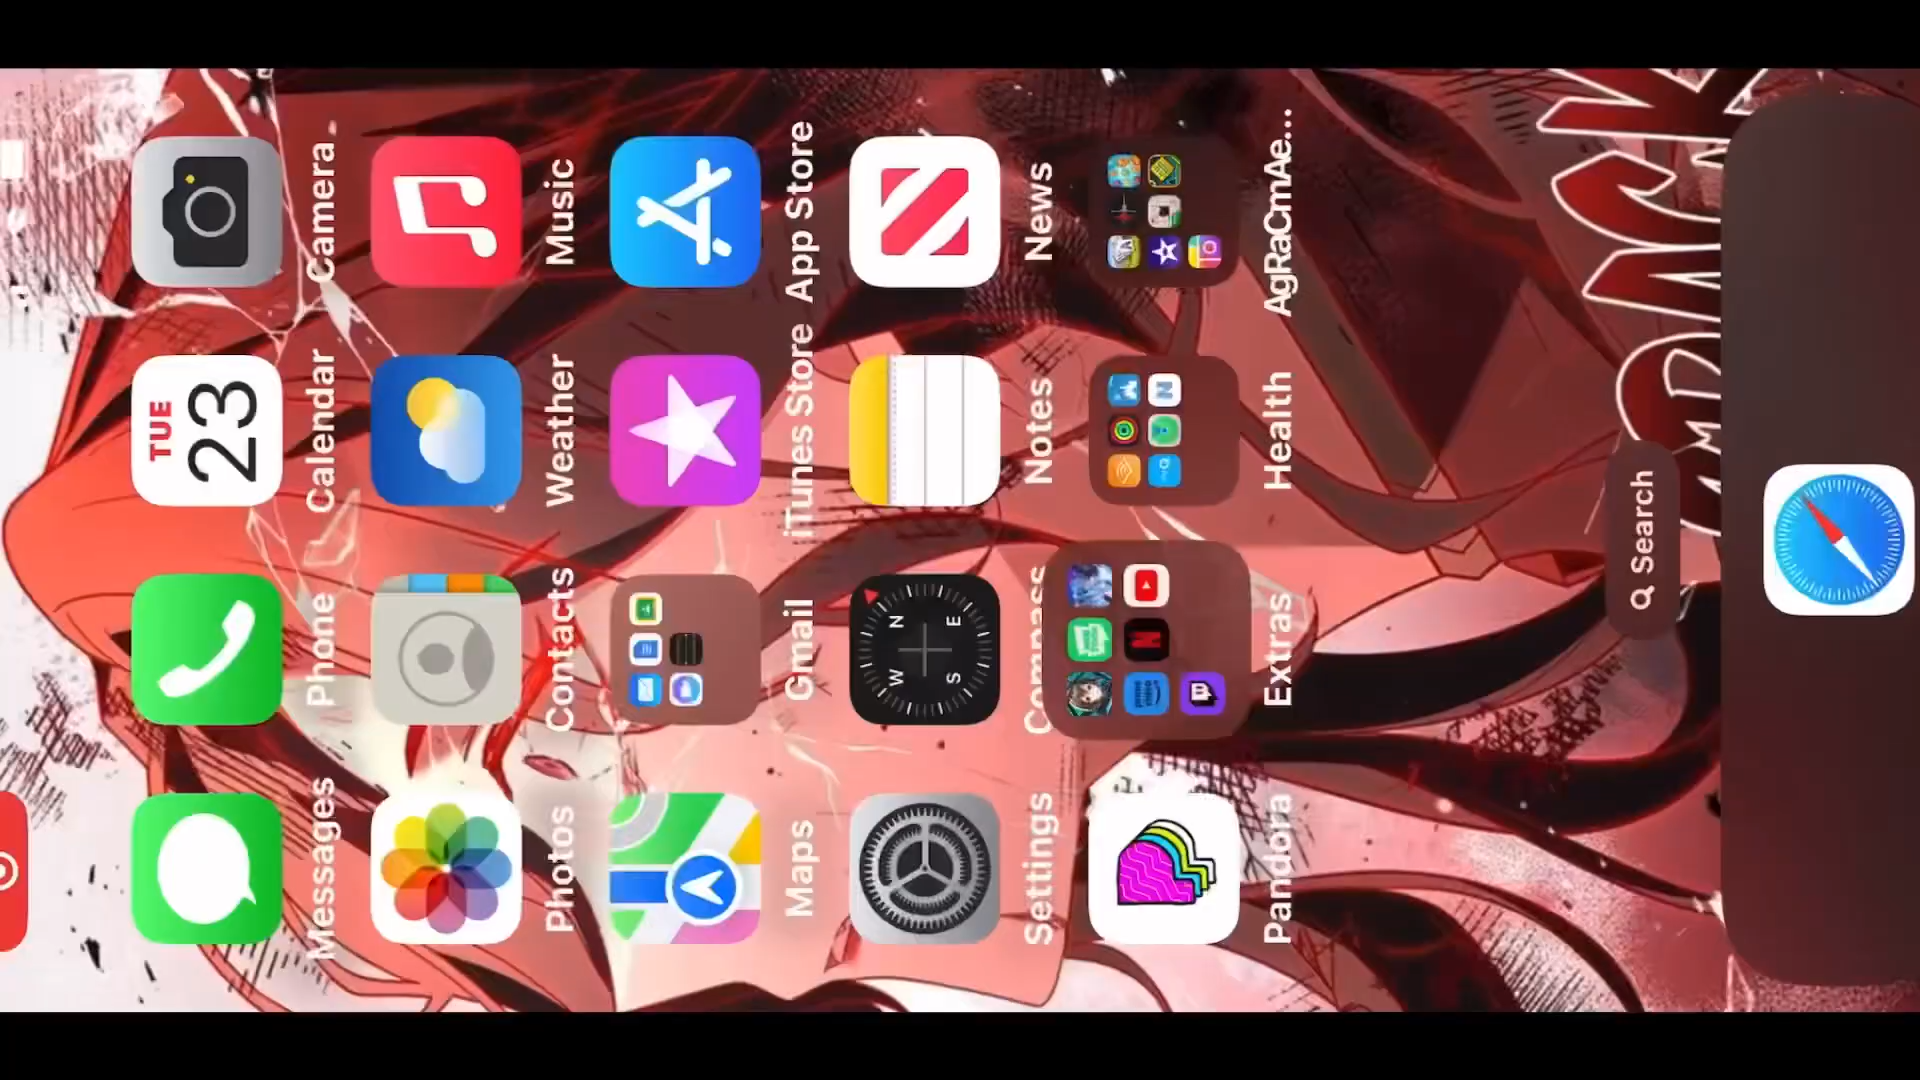 TUE
23
Messages
Phone
Calendar
Camera
Photos
Contacts
Weather
Music
Maps
Gmail
iTunes Store
App Store
N
W
E
S
Settings
Compass
Notes
News
Pandora
Extras
Health
AgRaCmAe...
Search